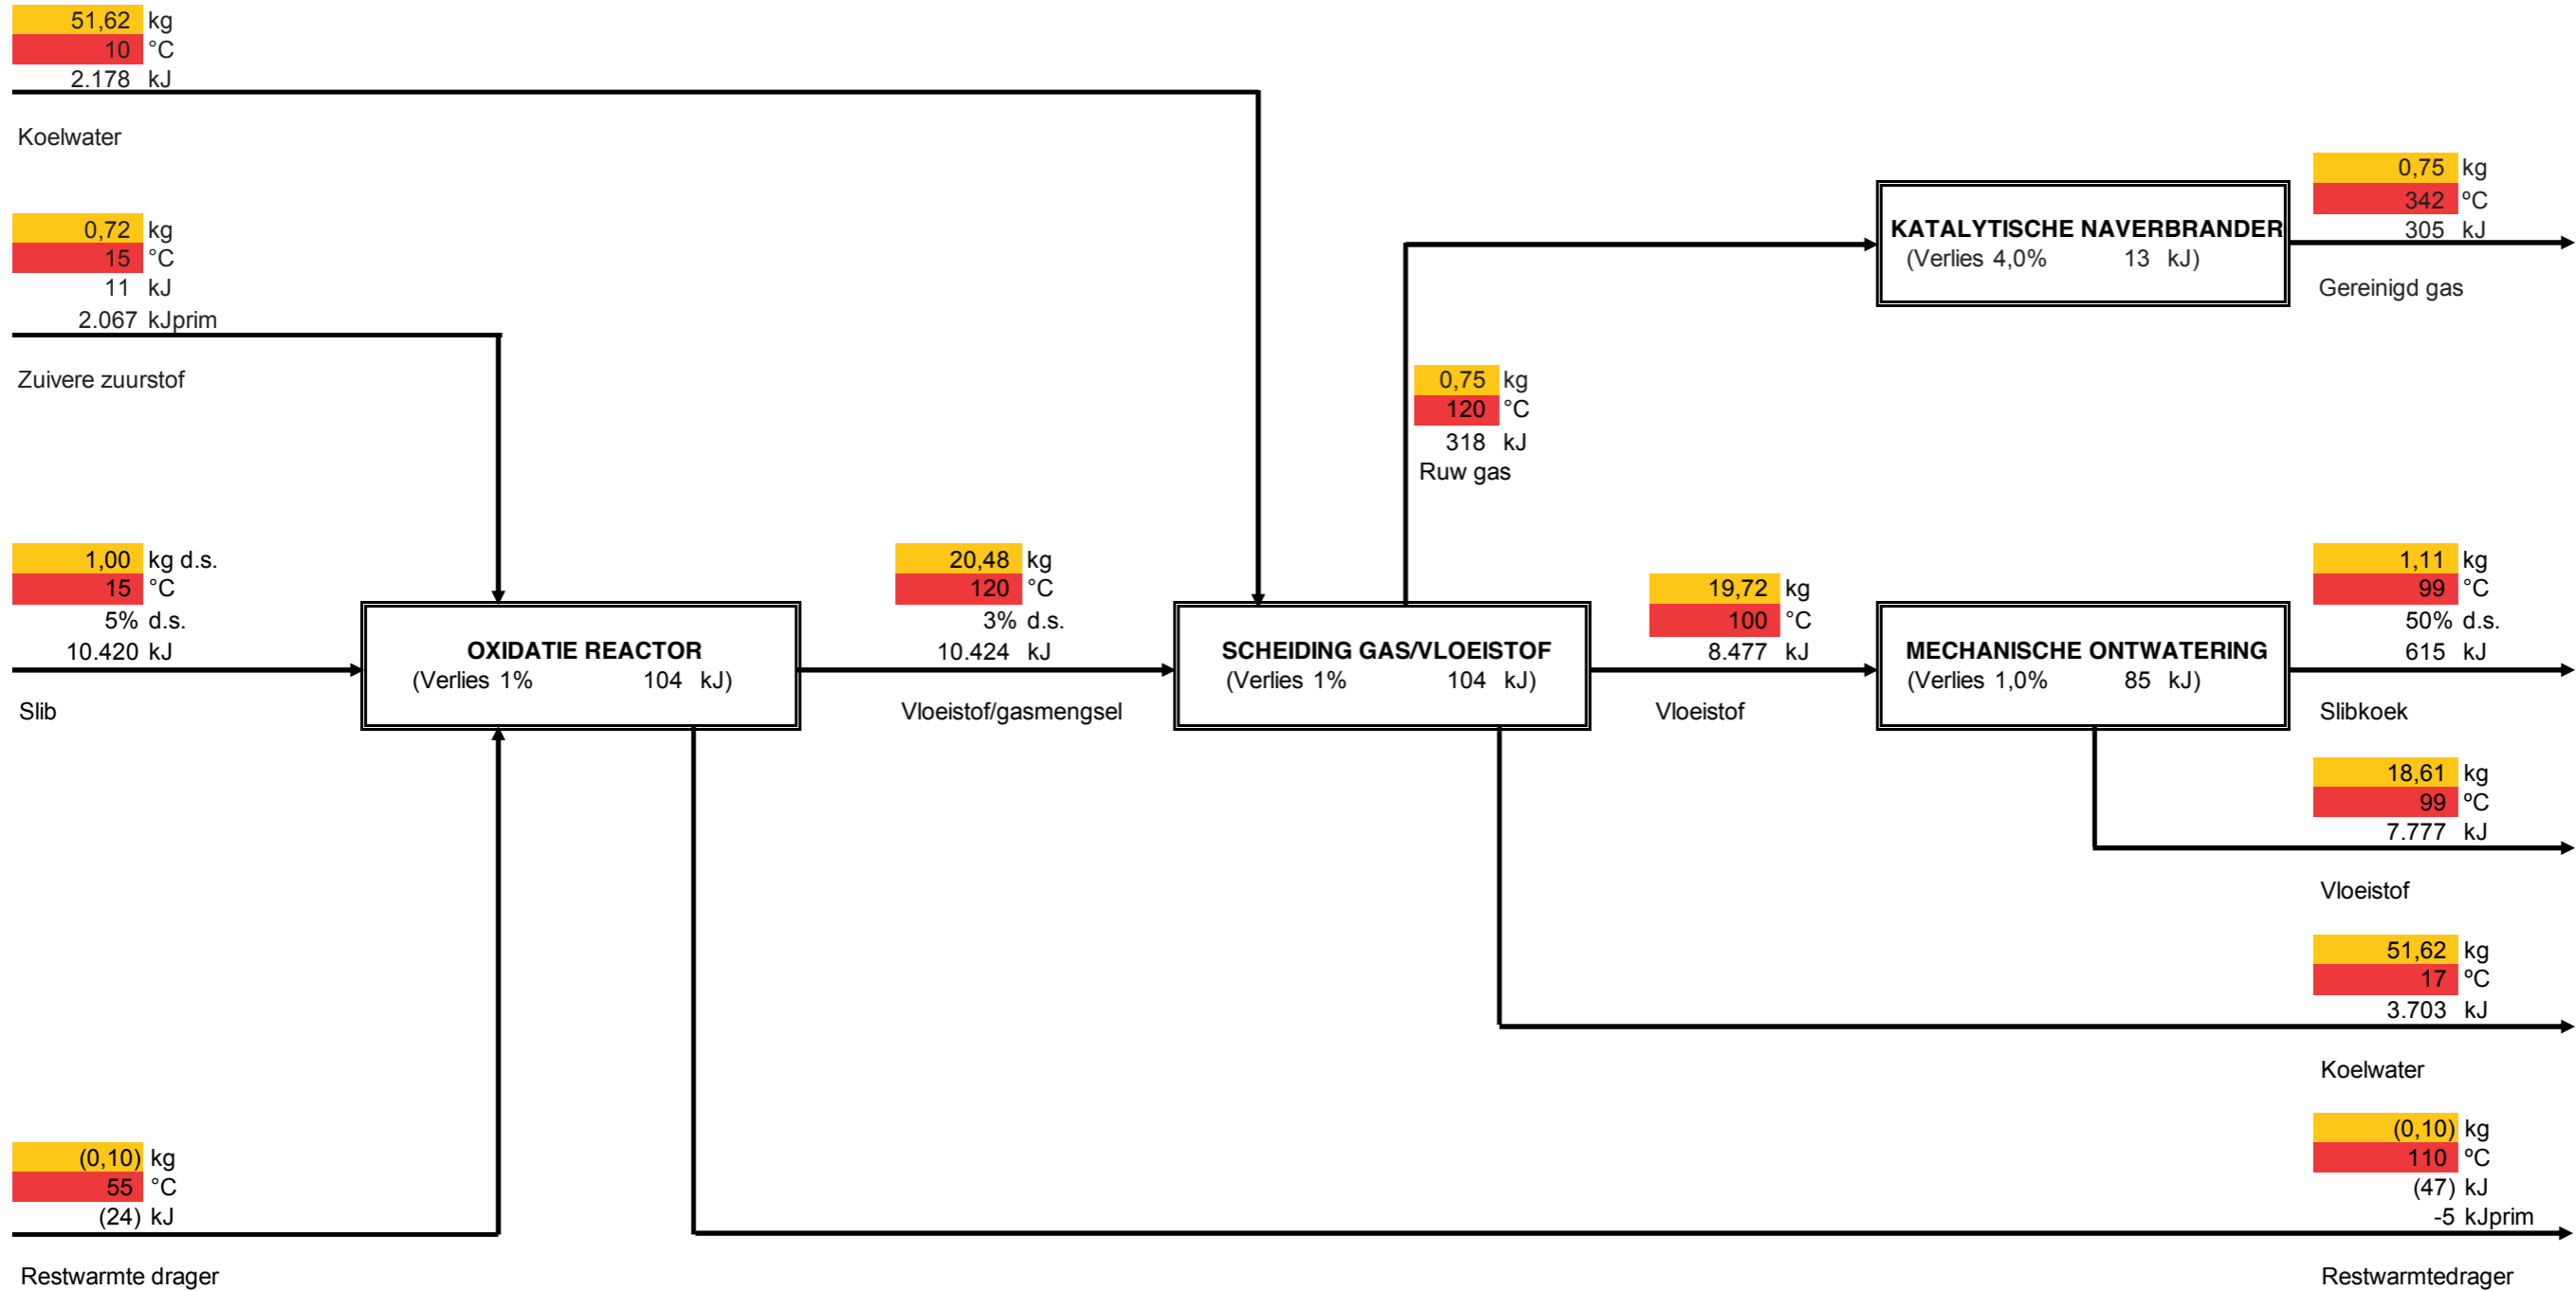 51,62 kg
10 °C
2.178 kJ
Koelwater
0,72 kg
15 °C
11 kJ
2.067 kJprim
Zuivere zuurstof
1,00 kg d.s.
15 °C
5% d.s.
10.420 kJ
Slib
(0,10) kg
55 °C
(24) kJ
Restwarmte drager
OXIDATIE REACTOR
(Verlies 1% 104 kJ)
20,48 kg
120 °C
3% d.s.
10.424 kJ
Vloeistof/gasmengsel
SCHEIDING GAS/VLOEISTOF
(Verlies 1% 104 kJ)
0,75 kg
120 °C
318 kJ
Ruw gas
19,72 kg
100 °C
8.477 kJ
Vloeistof
KATALYTISCHE NAVERBRANDER
(Verlies 4,0% 13 kJ)
0,75 kg
342 ºC
305 kJ
Gereinigd gas
MECHANISCHE ONTWATERING
(Verlies 1,0% 85 kJ)
1,11 kg
99 °C
50% d.s.
615 kJ
Slibkoek
18,61 kg
99 ºC
7.777 kJ
Vloeistof
51,62 kg
17 ºC
3.703 kJ
Koelwater
(0,10) kg
110 ºC
(47) kJ
-5 kJprim
Restwarmtedrager